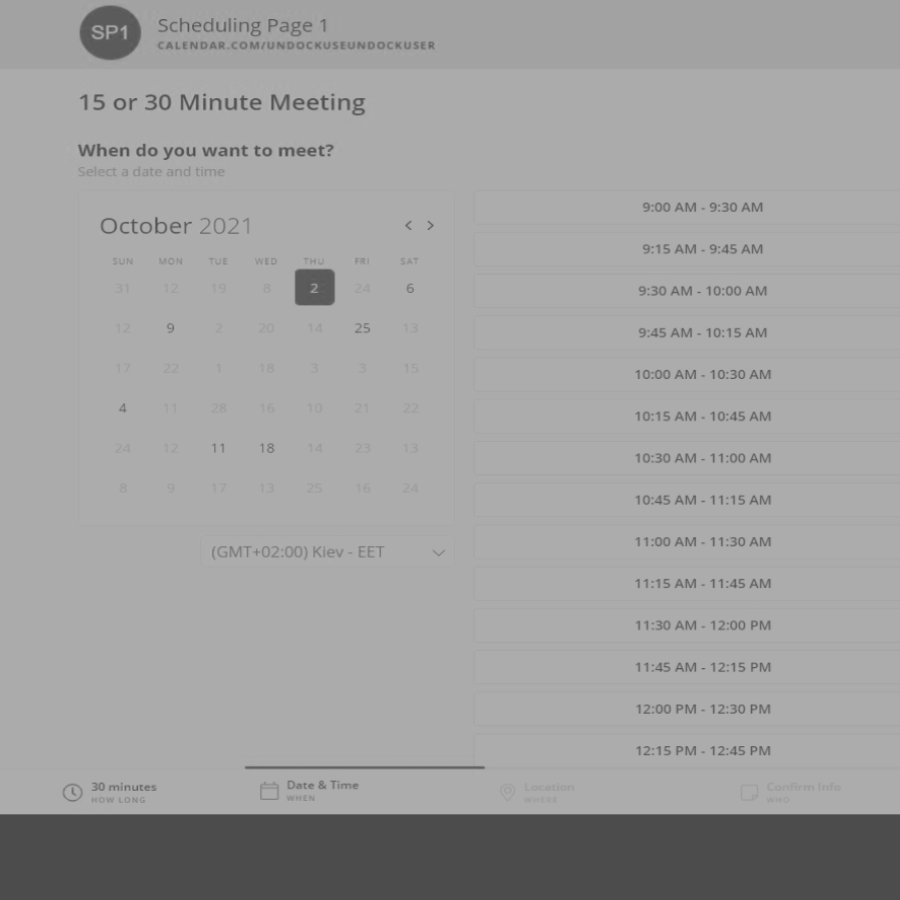 SP1
Scheduling Page 1
CALENDAR.COM/UNDOCKUSEUNDOCKUSER
15 or 30 Minute Meeting
When do you want to meet?
Select a date and time
October 2021
< >
SUN MON TUE WED THU FRI SAT
31 12 19 8 2 24 6
12 9 2 20 14 25 13
17 22 1 18 3 3 15
4 11 28 16 10 21 22
24 12 11 18 14 23 13
8 9 17 13 25 16 24
(GMT+02:00) Kiev - EET
9:00 AM - 9:30 AM
9:15 AM - 9:45 AM
9:30 AM - 10:00 AM
9:45 AM - 10:15 AM
10:00 AM - 10:30 AM
10:15 AM - 10:45 AM
10:30 AM - 11:00 AM
10:45 AM - 11:15 AM
11:00 AM - 11:30 AM
11:15 AM - 11:45 AM
11:30 AM - 12:00 PM
11:45 AM - 12:15 PM
12:00 PM - 12:30 PM
12:15 PM - 12:45 PM
30 minutes
HOW LONG
Date & Time
WHEN
Location
WHERE
Confirm Info
WHO